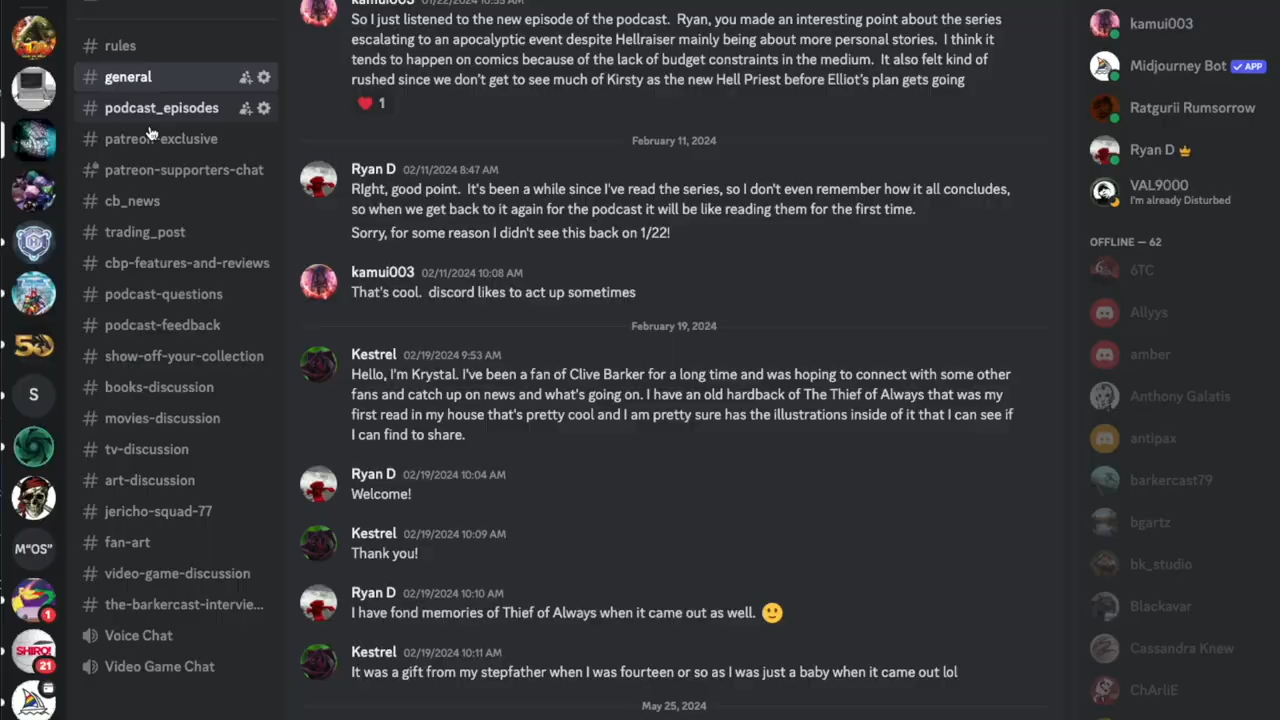 # rules
# general
# podcast_episodes
# patreon-exclusive
# patreon-supporters-chat
# cb_news
# trading_post
# cbp-features-and-reviews
# podcast-questions
# podcast-feedback
# show-off-your-collection
# books-discussion
# movies-discussion
# tv-discussion
# art-discussion
# jericho-squad-77
# fan-art
# video-game-discussion
# the-barkercast-intervie...
Voice Chat
Video Game Chat
50
S
M"OS"
1
SHIRO!
21
So I just listened to the new episode of the podcast. Ryan, you made an interesting point about the series
escalating to an apocalyptic event despite Hellraiser mainly being about more personal stories. I think it
tends to happen on comics because of the lack of budget constraints in the medium. It also felt kind of
rushed since we don't get to see much of Kirsty as the new Hell Priest before Elliot's plan gets going
❤️ 1
February 11, 2024
Ryan D 02/11/2024 8:47 AM
RIght, good point. It's been a while since I've read the series, so I don't even remember how it all concludes,
so when we get back to it again for the podcast it will be like reading them for the first time.
Sorry, for some reason I didn't see this back on 1/22!
kamui003 02/11/2024 10:08 AM
That's cool. discord likes to act up sometimes
February 19, 2024
Kestrel 02/19/2024 9:53 AM
Hello, I'm Krystal. I've been a fan of Clive Barker for a long time and was hoping to connect with some other
fans and catch up on news and what's going on. I have an old hardback of The Thief of Always that was my
first read in my house that's pretty cool and I am pretty sure has the illustrations inside of it that I can see if
I can find to share.
Ryan D 02/19/2024 10:04 AM
Welcome!
Kestrel 02/19/2024 10:09 AM
Thank you!
Ryan D 02/19/2024 10:10 AM
I have fond memories of Thief of Always when it came out as well. 🙂
Kestrel 02/19/2024 10:11 AM
It was a gift from my stepfather when I was fourteen or so as I was just a baby when it came out lol
May 25, 2024
kamui003
Midjourney Bot ✓ APP
Ratgurii Rumsorrow
Ryan D
VAL9000
I'm already Disturbed
OFFLINE — 62
6TC
Allyys
amber
Anthony Galatis
antipax
barkercast79
bgartz
bk_studio
Blackavar
Cassandra Knew
ChArliE